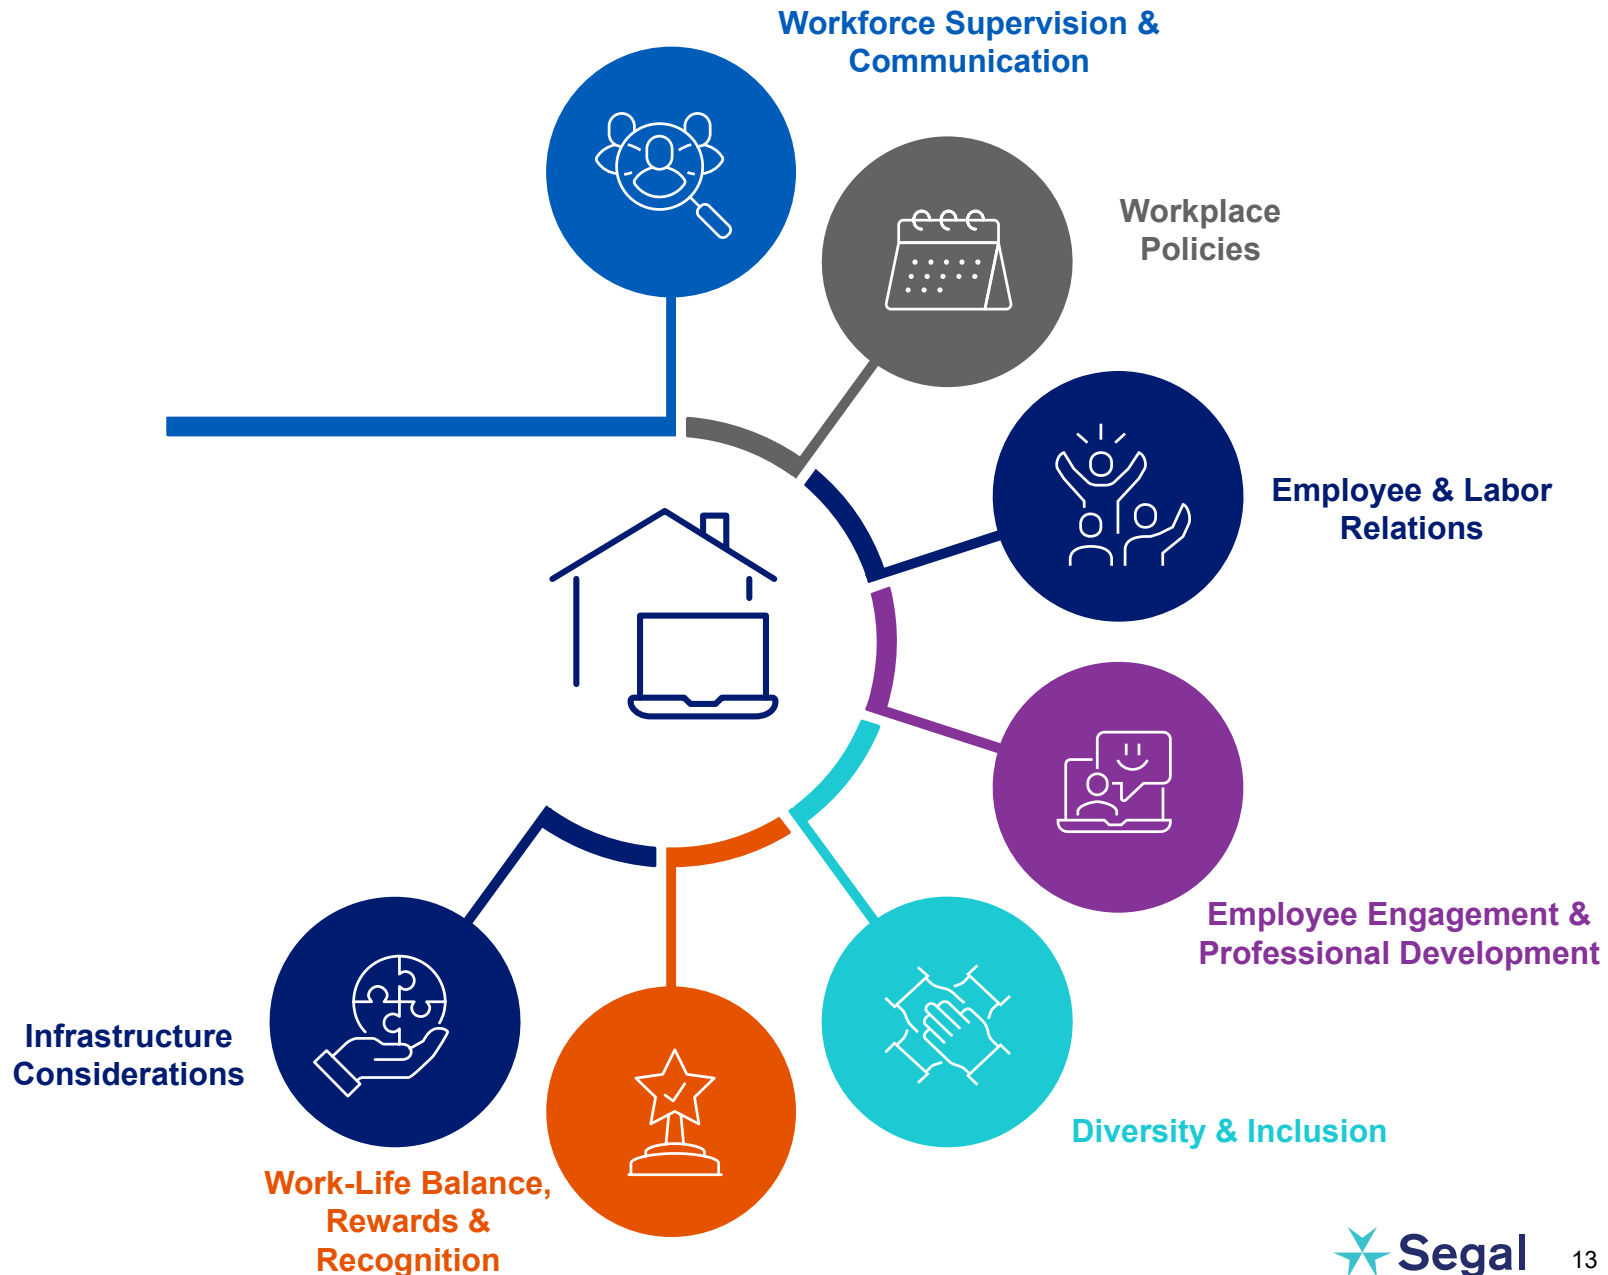 Workforce Supervision &
Communication
Workplace
Policies
Employee & Labor
Relations
Employee Engagement &
Professional Development
Diversity & Inclusion
Work-Life Balance,
Rewards &
Recognition
Infrastructure
Considerations
Segal
13